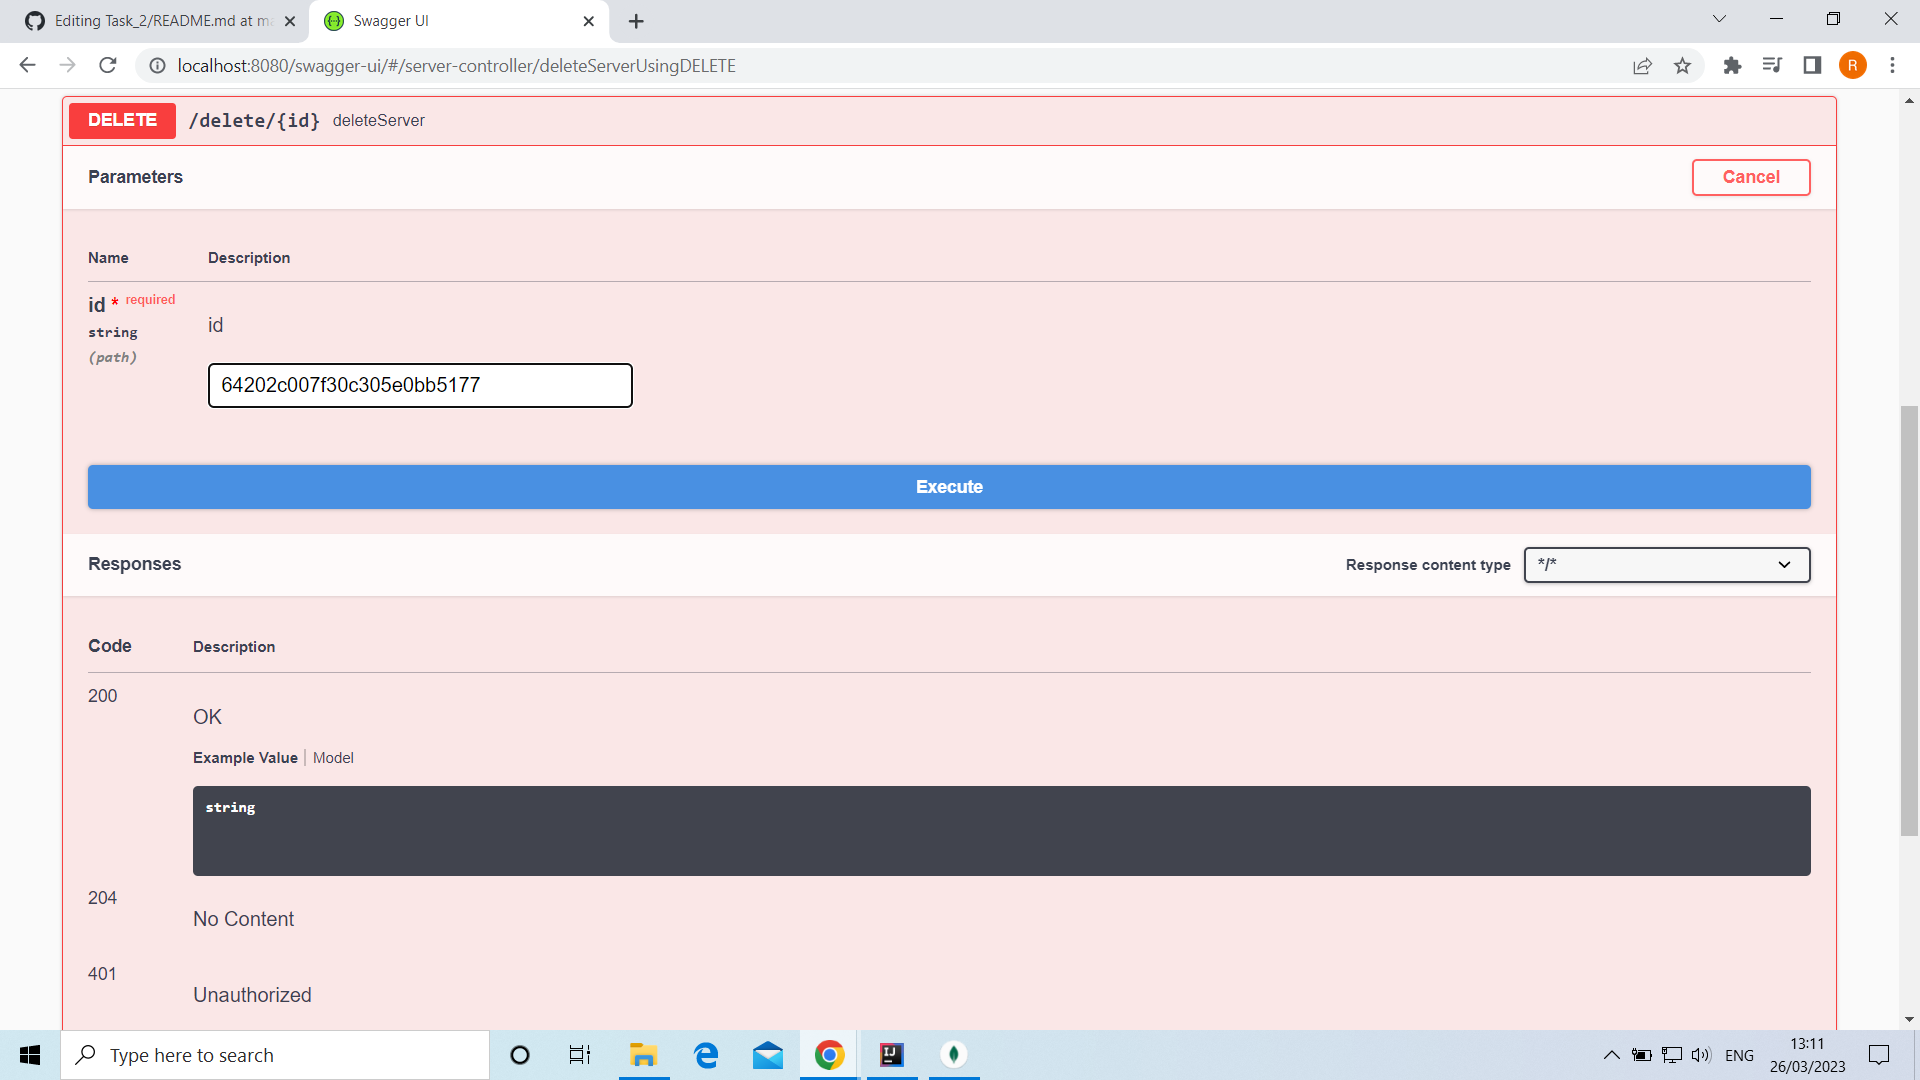 Editing Task_2/README.md at ma
Swagger UI
localhost:8080/swagger-ui/#/server-controller/deleteServerUsingDELETE
R
DELETE /delete/{id} deleteServer
Parameters
Cancel
Name Description
id * required
string
(path)
id
64202c007f30c305e0bb5177
Execute
Responses
Response content type */*
Code Description
200
OK
Example Value | Model
string
204
No Content
401
Unauthorized
Type here to search
ENG
13:11
26/03/2023